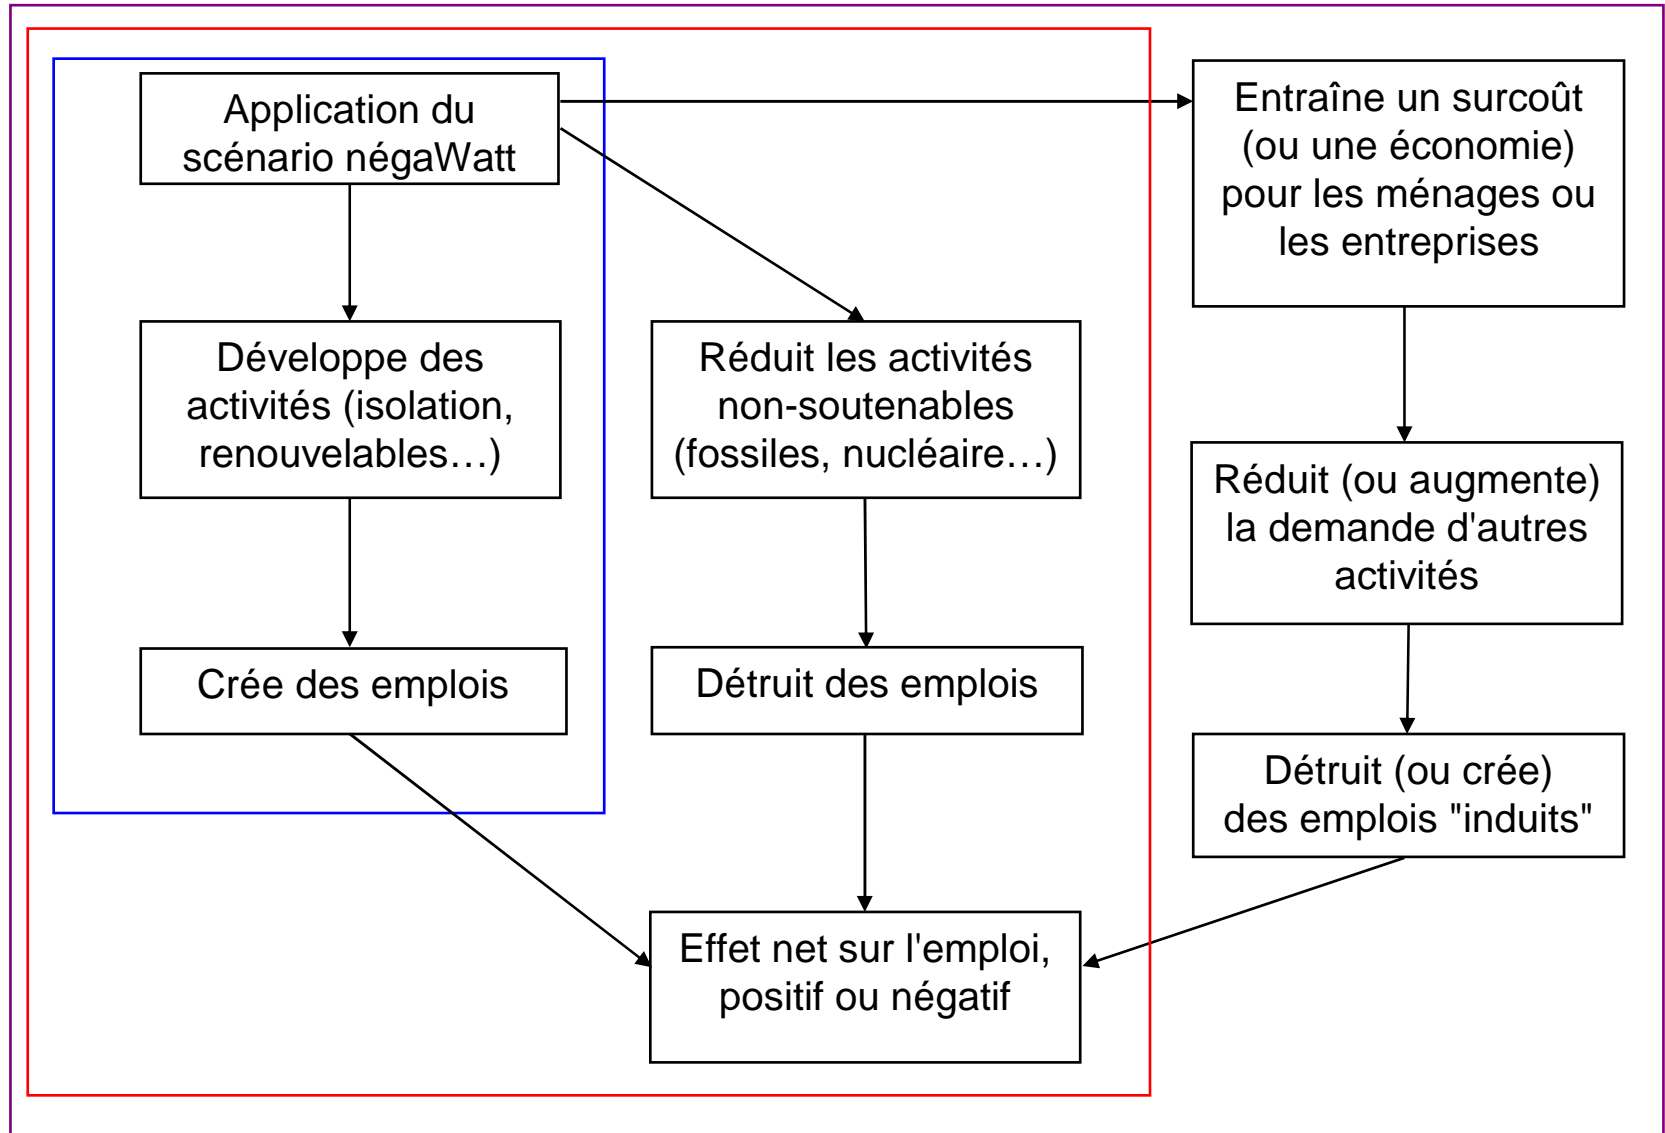 Application du
scénario négaWatt
Entraîne un surcoût
(ou une économie)
pour les ménages ou
les entreprises
Développe des
activités (isolation,
renouvelables…)
Réduit les activités
non-soutenables
(fossiles, nucléaire…)
Réduit (ou augmente)
la demande d'autres
activités
Crée des emplois
Détruit des emplois
Détruit (ou crée)
des emplois "induits"
Effet net sur l'emploi,
positif ou négatif